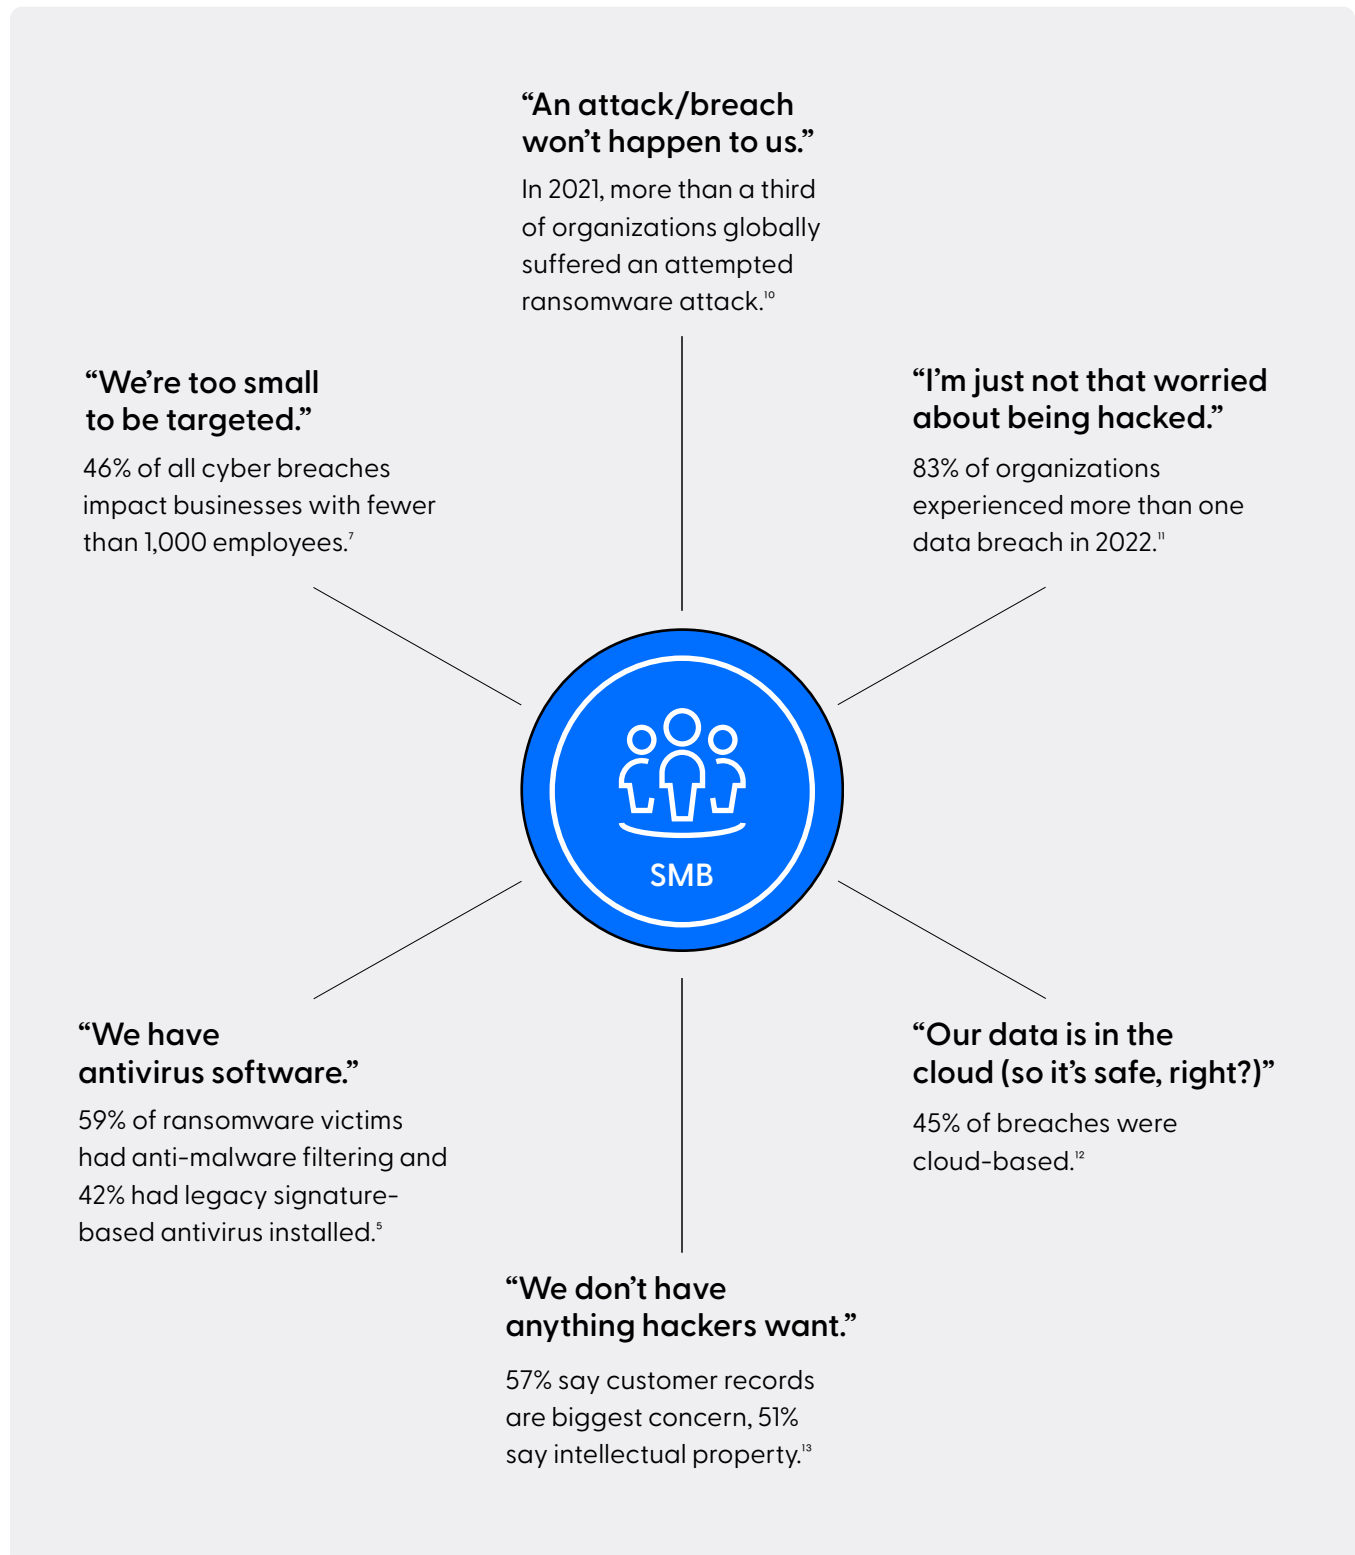 “An attack/breach
won’t happen to us.”
In 2021, more than a third
of organizations globally
suffered an attempted
ransomware attack.¹⁰
“We’re too small
to be targeted.”
46% of all cyber breaches
impact businesses with fewer
than 1,000 employees.⁷
“I’m just not that worried
about being hacked.”
83% of organizations
experienced more than one
data breach in 2022.¹¹
SMB
“We have
antivirus software.”
59% of ransomware victims
had anti-malware filtering and
42% had legacy signature-
based antivirus installed.⁵
“Our data is in the
cloud (so it’s safe, right?)”
45% of breaches were
cloud-based.¹²
“We don’t have
anything hackers want.”
57% say customer records
are biggest concern, 51%
say intellectual property.¹³